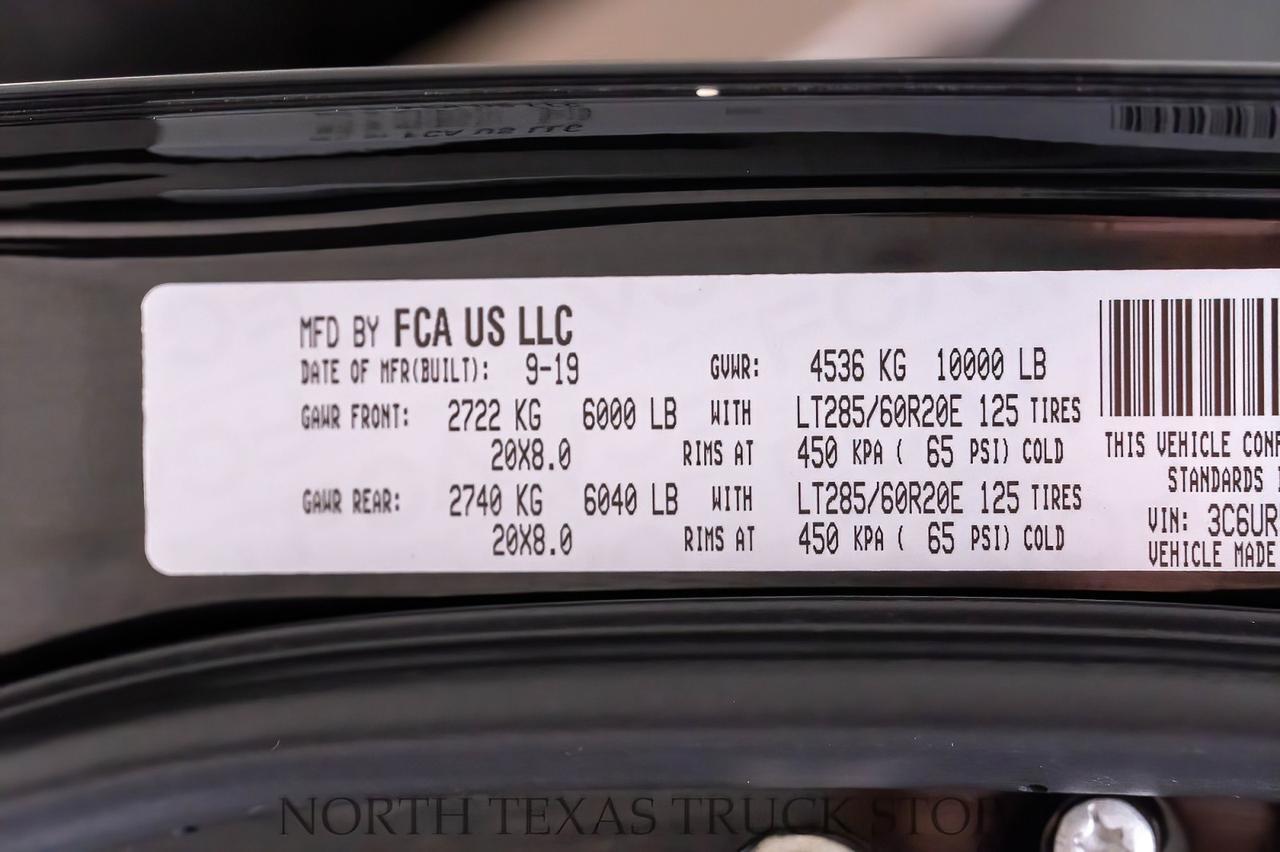 MFD BY FCA US LLC
DATE OF MFR(BUILT): 9-19 GVWR: 4536 KG 10000 LB
GAWR FRONT: 2722 KG 6000 LB WITH LT285/60R20E 125 TIRES
20X8.0 RIMS AT 450 KPA ( 65 PSI) COLD
GAWR REAR: 2740 KG 6040 LB WITH LT285/60R20E 125 TIRES
20X8.0 RIMS AT 450 KPA ( 65 PSI) COLD
THIS VEHICLE CONF
STANDARDS
VIN: 3C6UR
VEHICLE MADE
NORTH TEXAS TRUCK STO